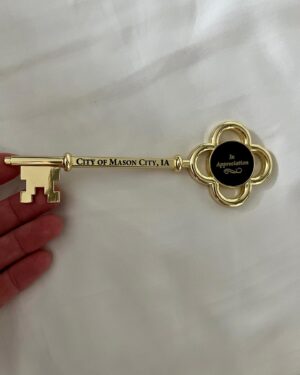 CITY OF MASON CITY, IA
In
Appreciation